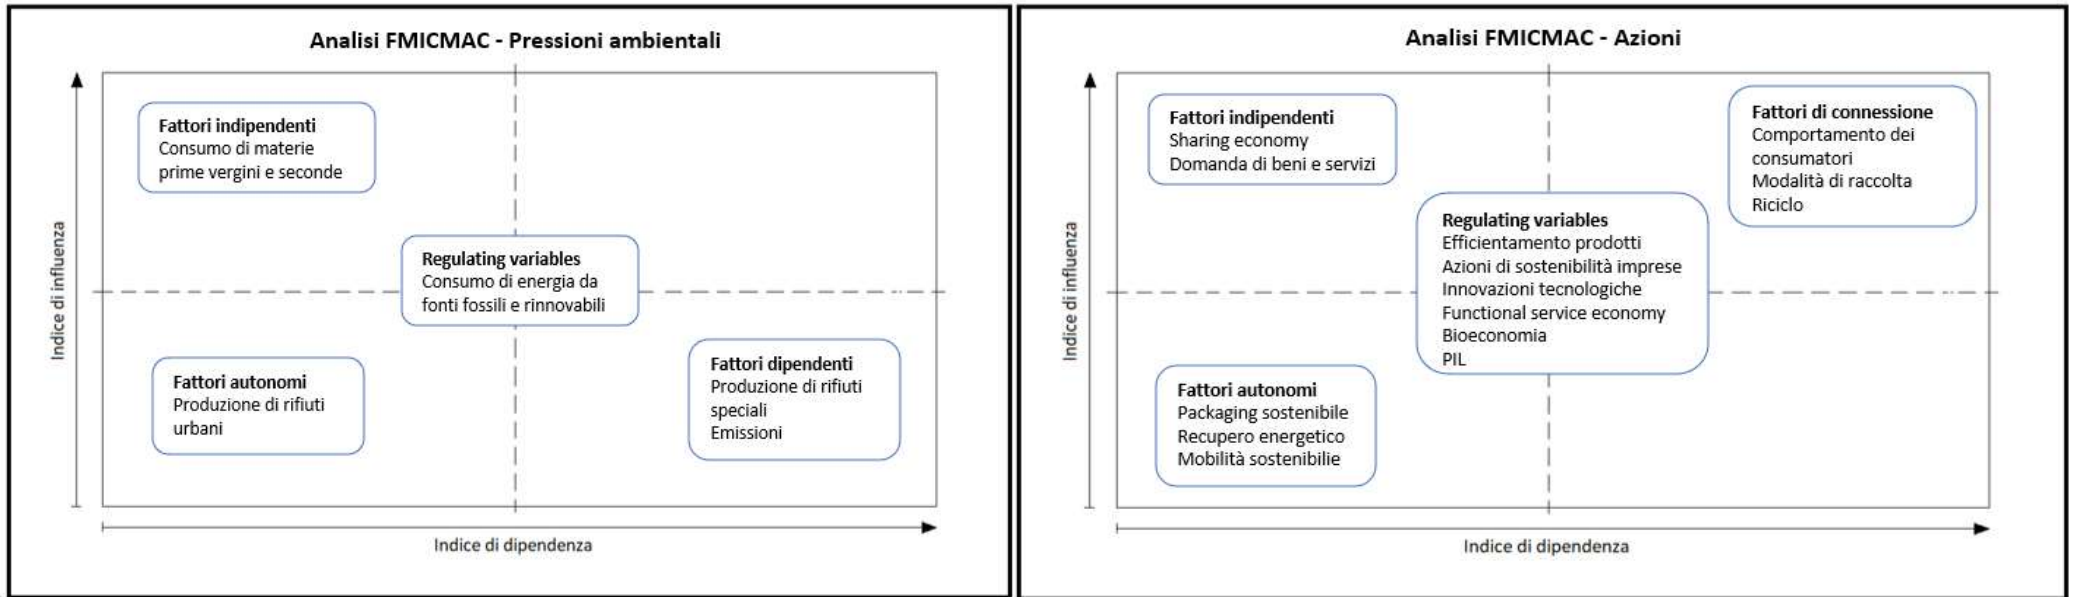 Analisi FMICMAC - Pressioni ambientali
Indice di influenza
Fattori indipendenti
Consumo di materie
prime vergini e seconde
Regulating variables
Consumo di energia da
fonti fossili e rinnovabili
Fattori autonomi
Produzione di rifiuti
urbani
Fattori dipendenti
Produzione di rifiuti
speciali
Emissioni
Indice di dipendenza
Analisi FMICMAC - Azioni
Indice di influenza
Fattori indipendenti
Sharing economy
Domanda di beni e servizi
Fattori di connessione
Comportamento dei
consumatori
Modalità di raccolta
Riciclo
Regulating variables
Efficientamento prodotti
Azioni di sostenibilità imprese
Innovazioni tecnologiche
Functional service economy
Bioeconomia
PIL
Fattori autonomi
Packaging sostenibile
Recupero energetico
Mobilità sostenibilie
Indice di dipendenza